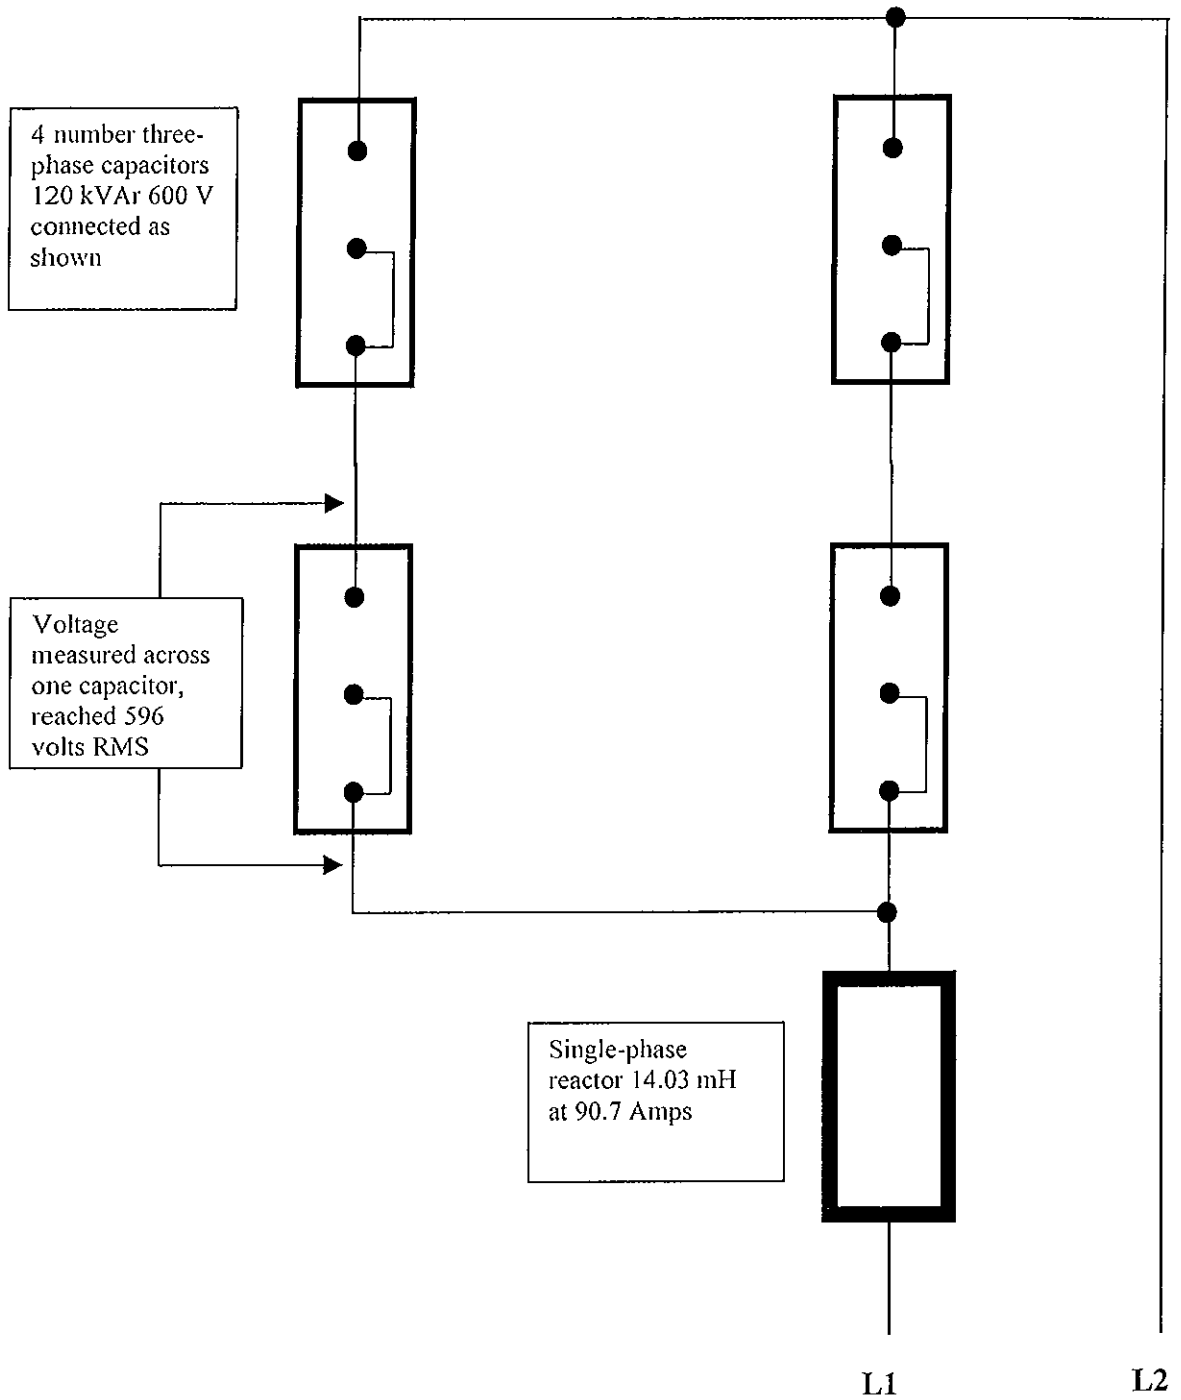 4 number three-
phase capacitors
120 kVAr 600 V
connected as
shown
Voltage
measured across
one capacitor,
reached 596
volts RMS
Single-phase
reactor 14.03 mH
at 90.7 Amps
L1
L2